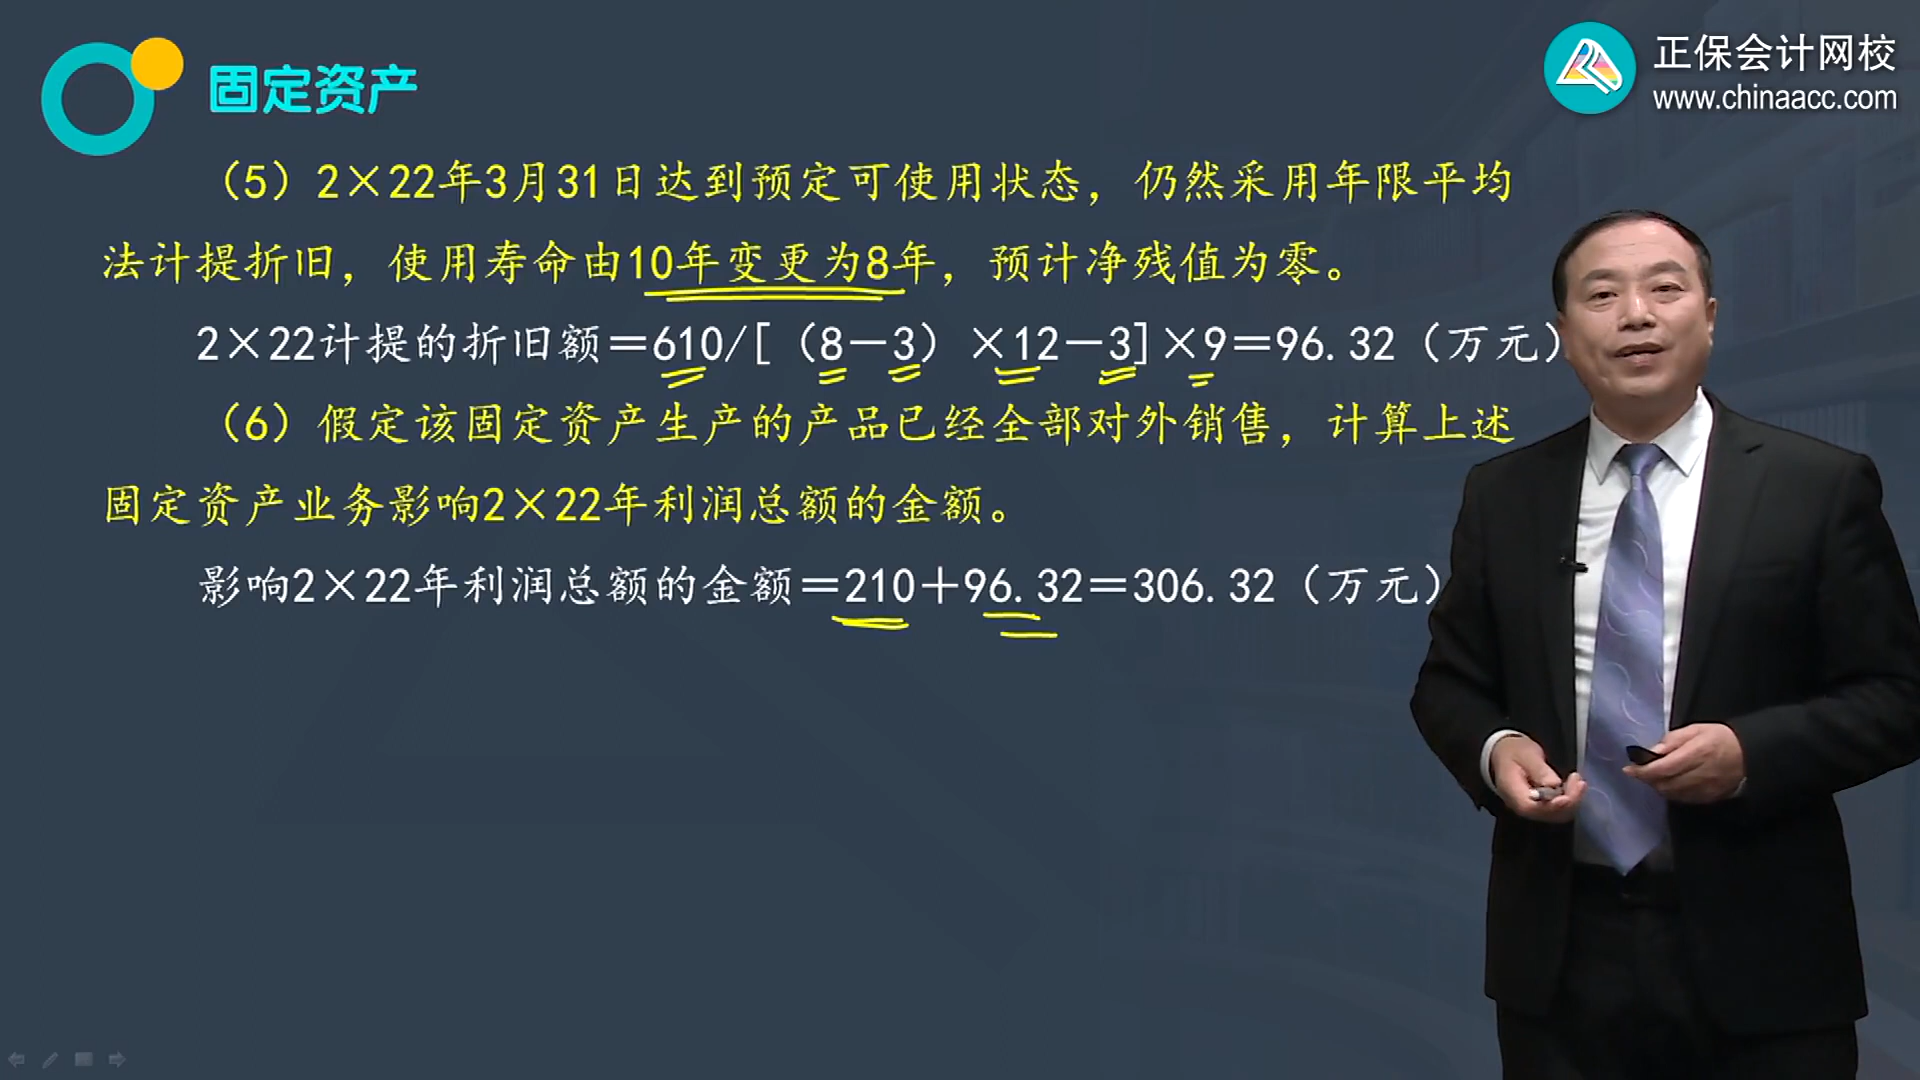 固定资产
正保会计网校
www.chinaacc.com
（5）2×22年3月31日达到预定可使用状态，仍然采用年限平均
法计提折旧，使用寿命由10年变更为8年，预计净残值为零。
2×22计提的折旧额＝610/[（8－3）×12－3]×9＝96.32（万元）
（6）假定该固定资产生产的产品已经全部对外销售，计算上述
固定资产业务影响2×22年利润总额的金额。
影响2×22年利润总额的金额＝210＋96.32＝306.32（万元）